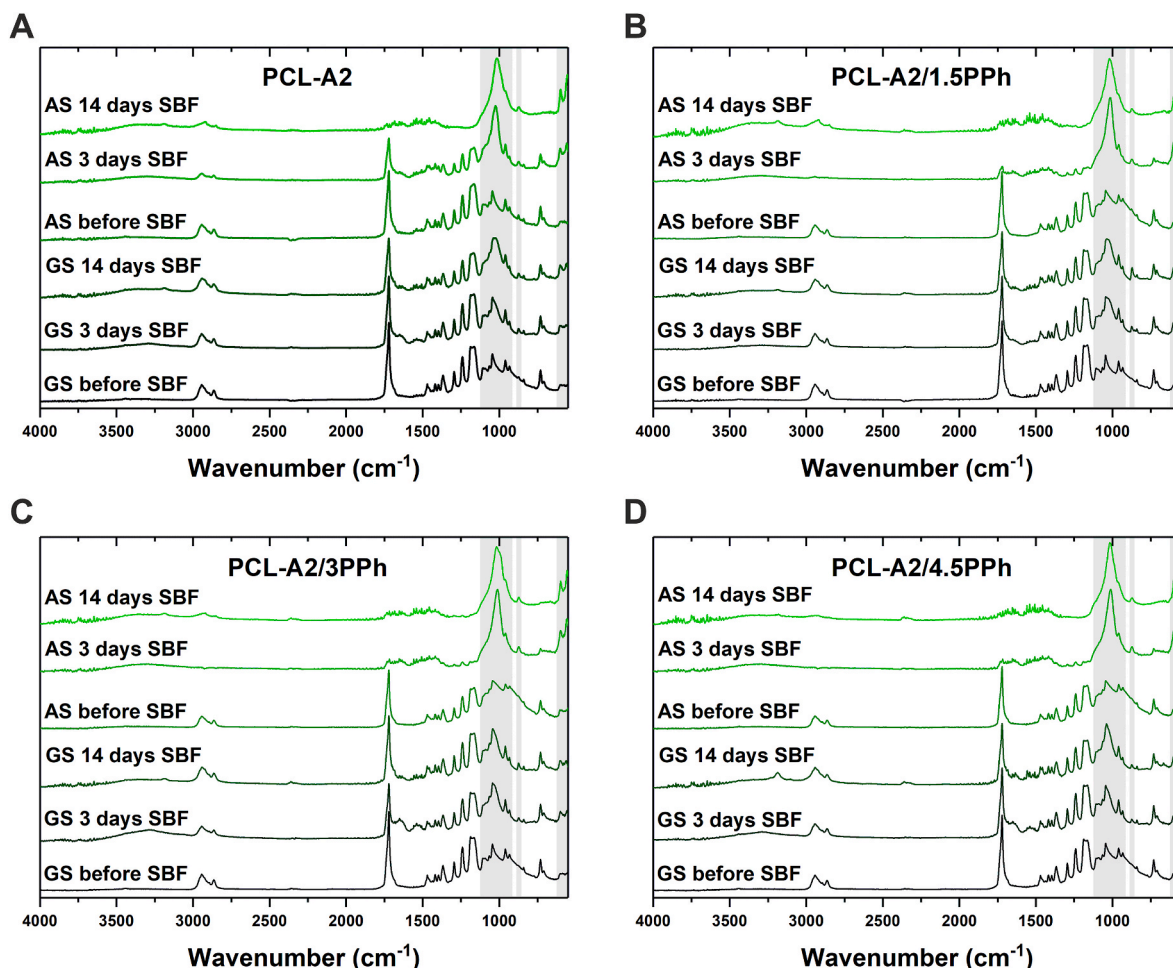 A
PCL-A2
AS 14 days SBF
AS 3 days SBF
AS before SBF
GS 14 days SBF
GS 3 days SBF
GS before SBF
4000 3500 3000 2500 2000 1500 1000
Wavenumber (cm-1)
B
PCL-A2/1.5PPh
AS 14 days SBF
AS 3 days SBF
AS before SBF
GS 14 days SBF
GS 3 days SBF
GS before SBF
4000 3500 3000 2500 2000 1500 1000
Wavenumber (cm-1)
C
PCL-A2/3PPh
AS 14 days SBF
AS 3 days SBF
AS before SBF
GS 14 days SBF
GS 3 days SBF
GS before SBF
4000 3500 3000 2500 2000 1500 1000
Wavenumber (cm-1)
D
PCL-A2/4.5PPh
AS 14 days SBF
AS 3 days SBF
AS before SBF
GS 14 days SBF
GS 3 days SBF
GS before SBF
4000 3500 3000 2500 2000 1500 1000
Wavenumber (cm-1)